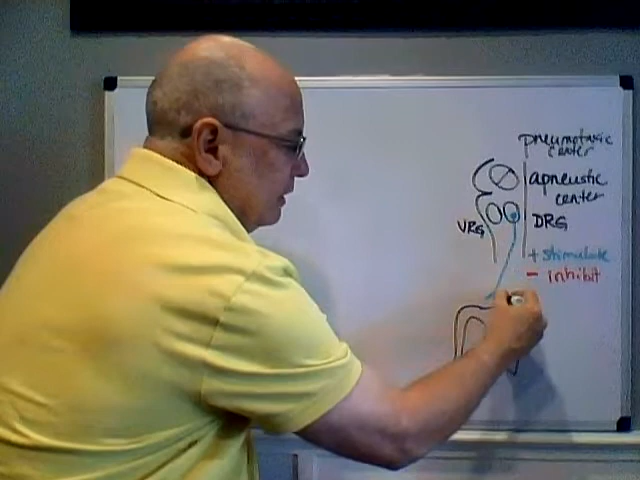 pneumotaxic
center
apneustic
center
VRG
DRG
+ stimulate
- inhibit